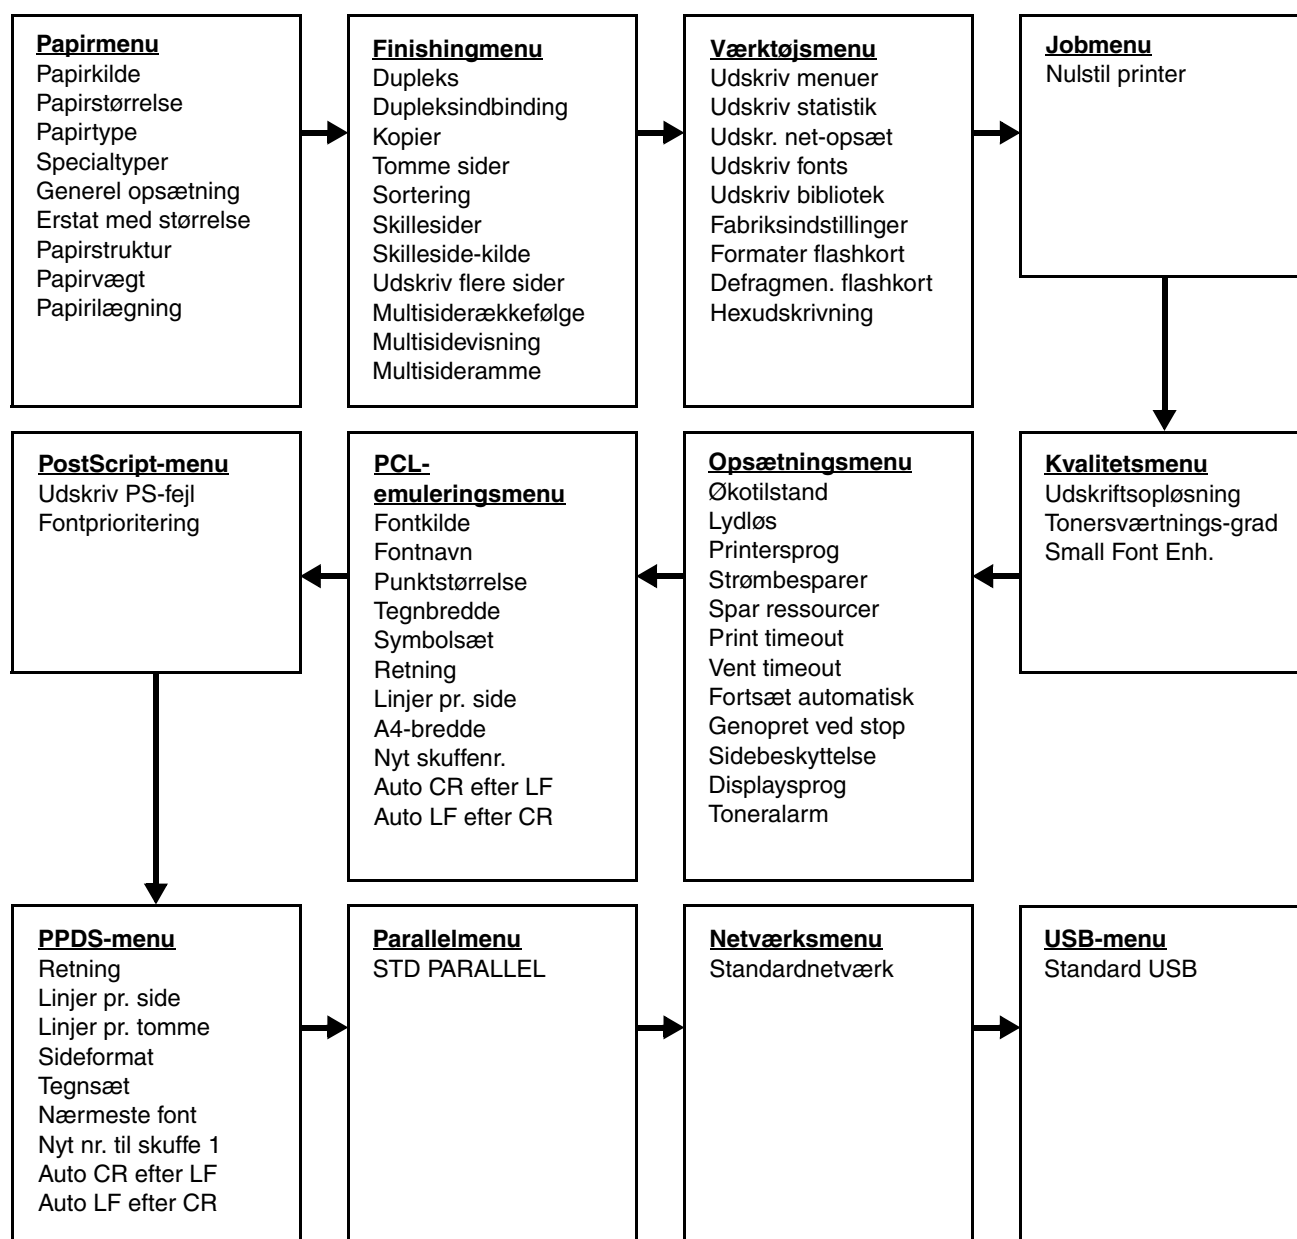 Papirmenu
Papirkilde
Papirstørrelse
Papirtype
Specialtyper
Generel opsætning
Erstat med størrelse
Papirstruktur
Papirvægt
Papirilægning
Finishingmenu
Dupleks
Dupleksindbinding
Kopier
Tomme sider
Sortering
Skillesider
Skilleside-kilde
Udskriv flere sider
Multisiderækkefølge
Multisidevisning
Multisideramme
Værktøjsmenu
Udskriv menuer
Udskriv statistik
Udskr. net-opsæt
Udskriv fonts
Udskriv bibliotek
Fabriksindstillinger
Formater flashkort
Defragmen. flashkort
Hexudskrivning
Jobmenu
Nulstil printer
Kvalitetsmenu
Udskriftsopløsning
Tonersværtnings-grad
Small Font Enh.
Opsætningsmenu
Økotilstand
Lydløs
Printersprog
Strømbesparer
Spar ressourcer
Print timeout
Vent timeout
Fortsæt automatisk
Genopret ved stop
Sidebeskyttelse
Displaysprog
Toneralarm
PCL-
emuleringsmenu
Fontkilde
Fontnavn
Punktstørrelse
Tegnbredde
Symbolsæt
Retning
Linjer pr. side
A4-bredde
Nyt skuffenr.
Auto CR efter LF
Auto LF efter CR
PostScript-menu
Udskriv PS-fejl
Fontprioritering
PPDS-menu
Retning
Linjer pr. side
Linjer pr. tomme
Sideformat
Tegnsæt
Nærmeste font
Nyt nr. til skuffe 1
Auto CR efter LF
Auto LF efter CR
Parallelmenu
STD PARALLEL
Netværksmenu
Standardnetværk
USB-menu
Standard USB